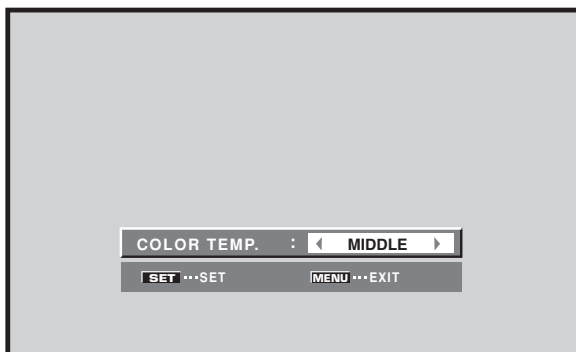 COLOR TEMP. : ◀ MIDDLE ▶
SET ···SET MENU ···EXIT